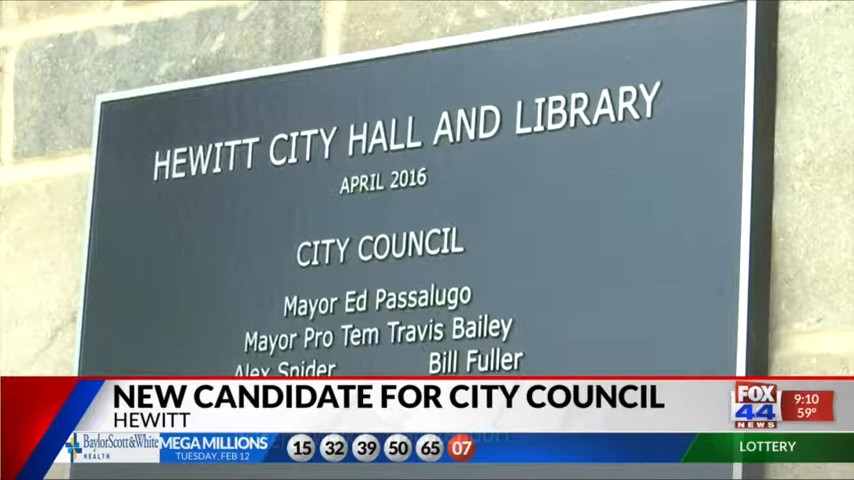 HEWITT CITY HALL AND LIBRARY
APRIL 2016
CITY COUNCIL
Mayor Ed Passalugo
Mayor Pro Tem Travis Bailey
Alex Snider Bill Fuller
NEW CANDIDATE FOR CITY COUNCIL
HEWITT
FOX
44
NEWS
9:10
59°
BaylorScott&White
HEALTH
MEGA MILLIONS
TUESDAY, FEB 12
15 32 39 50 65 07
LOTTERY